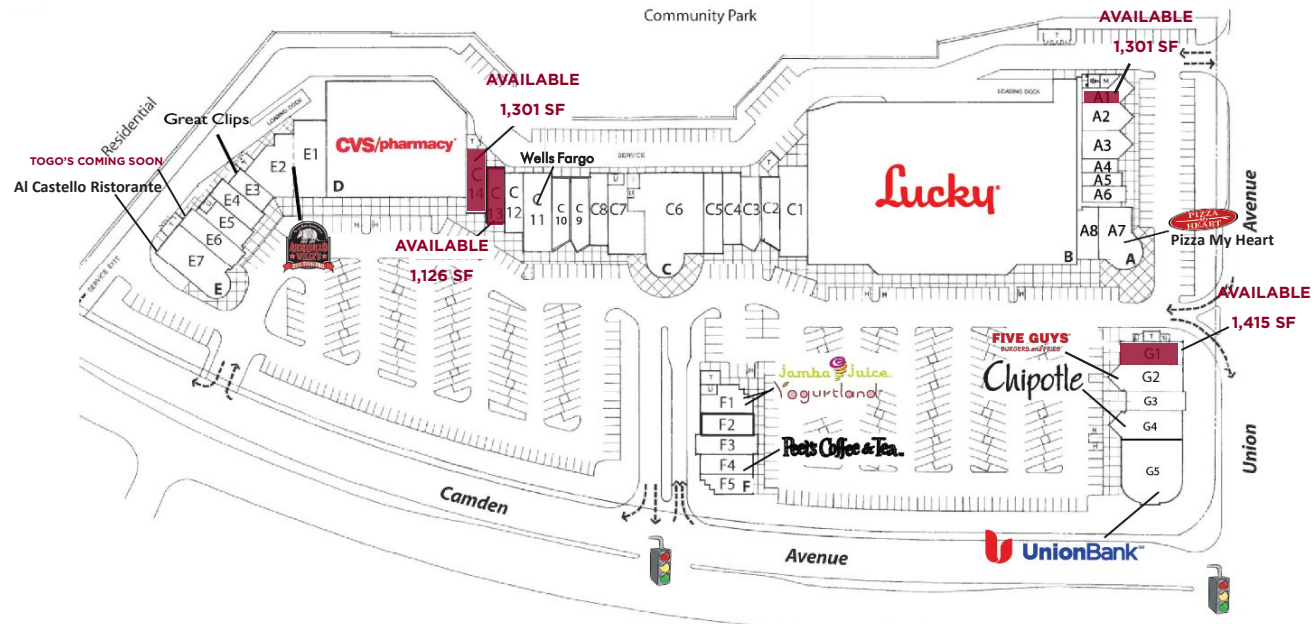 Community Park
AVAILABLE
1,301 SF
AVAILABLE
1,301 SF
LOADING DOCK
LOADING DOCK
Residential
Great Clips
TOGO'S COMING SOON
Al Castello Ristorante
CVS/pharmacy
Wells Fargo
SERVICE
Lucky
A1
A2
A3
A4
A5
A6
A8
A7
A
B
PIZZA
MY
HEART
Pizza My Heart
Avenue
E1
E2
E3
E4
E5
E6
E7
E
D
C
14
C
13
C
12
C
11
C
10
C
9
C8
C7
C6
C5
C4
C3
C2
C1
C
AVAILABLE
1,126 SF
SERVICE EXIT
AVAILABLE
1,415 SF
FIVE GUYS
BURGERS and FRIES
Chipotle
G1
G2
G3
G4
G5
Jamba Juice
Yogurtland
Peet's Coffee & Tea
F1
F2
F3
F4
F5
F
Union
Camden
Avenue
UnionBank